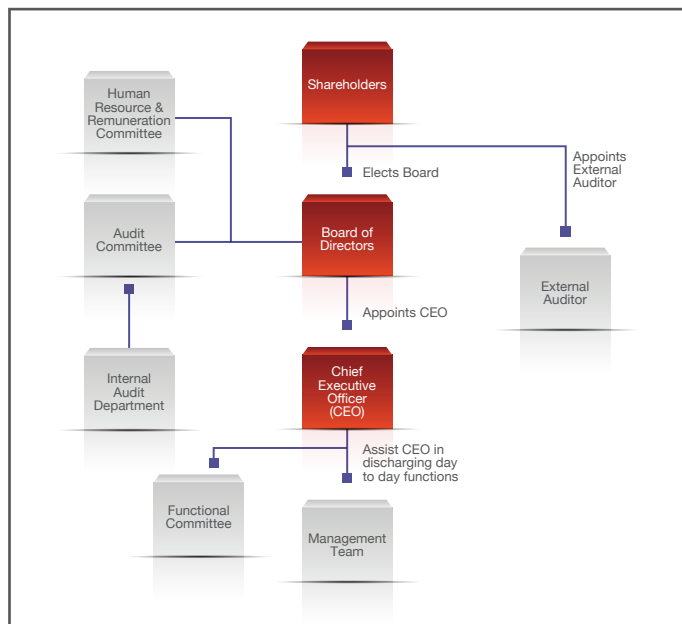 Shareholders
Human
Resource &
Remuneration
Committee
Elects Board
Appoints
External
Auditor
Audit
Committee
Board of
Directors
External
Auditor
Appoints CEO
Internal
Audit
Department
Chief
Executive
Officer
(CEO)
Assist CEO in
discharging day
to day functions
Functional
Committee
Management
Team